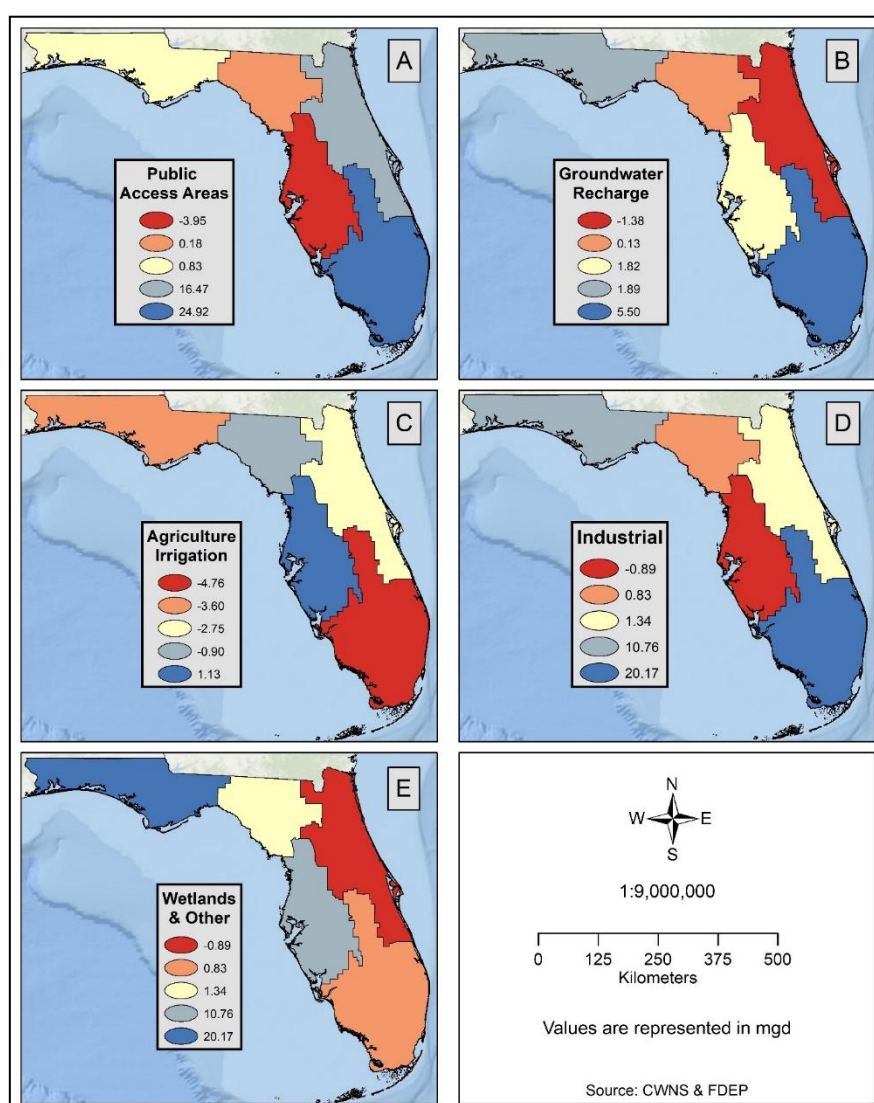 A
Public
Access Areas
-3.95
0.18
0.83
16.47
24.92
B
Groundwater
Recharge
-1.38
0.13
1.82
1.89
5.50
C
Agriculture
Irrigation
-4.76
-3.60
-2.75
-0.90
1.13
D
Industrial
-0.89
0.83
1.34
10.76
20.17
E
Wetlands
& Other
-0.89
0.83
1.34
10.76
20.17
N
W E
S
1:9,000,000
0 125 250 375 500
Kilometers
Values are represented in mgd
Source: CWNS & FDEP